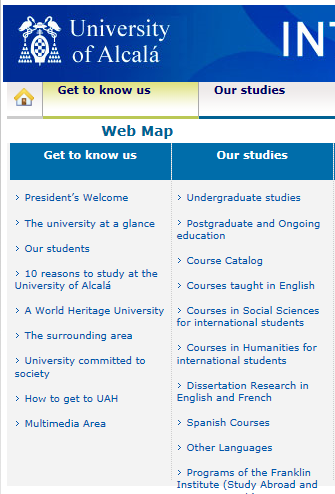 University
of Alcalá
INT
Get to know us
Our studies
Web Map
Get to know us
Our studies
President's Welcome
The university at a glance
Our students
10 reasons to study at the
University of Alcalá
A World Heritage University
The surrounding area
University committed to
society
How to get to UAH
Multimedia Area
Undergraduate studies
Postgraduate and Ongoing
education
Course Catalog
Courses taught in English
Courses in Social Sciences
for international students
Courses in Humanities for
international students
Dissertation Research in
English and French
Spanish Courses
Other Languages
Programs of the Franklin
Institute (Study Abroad and